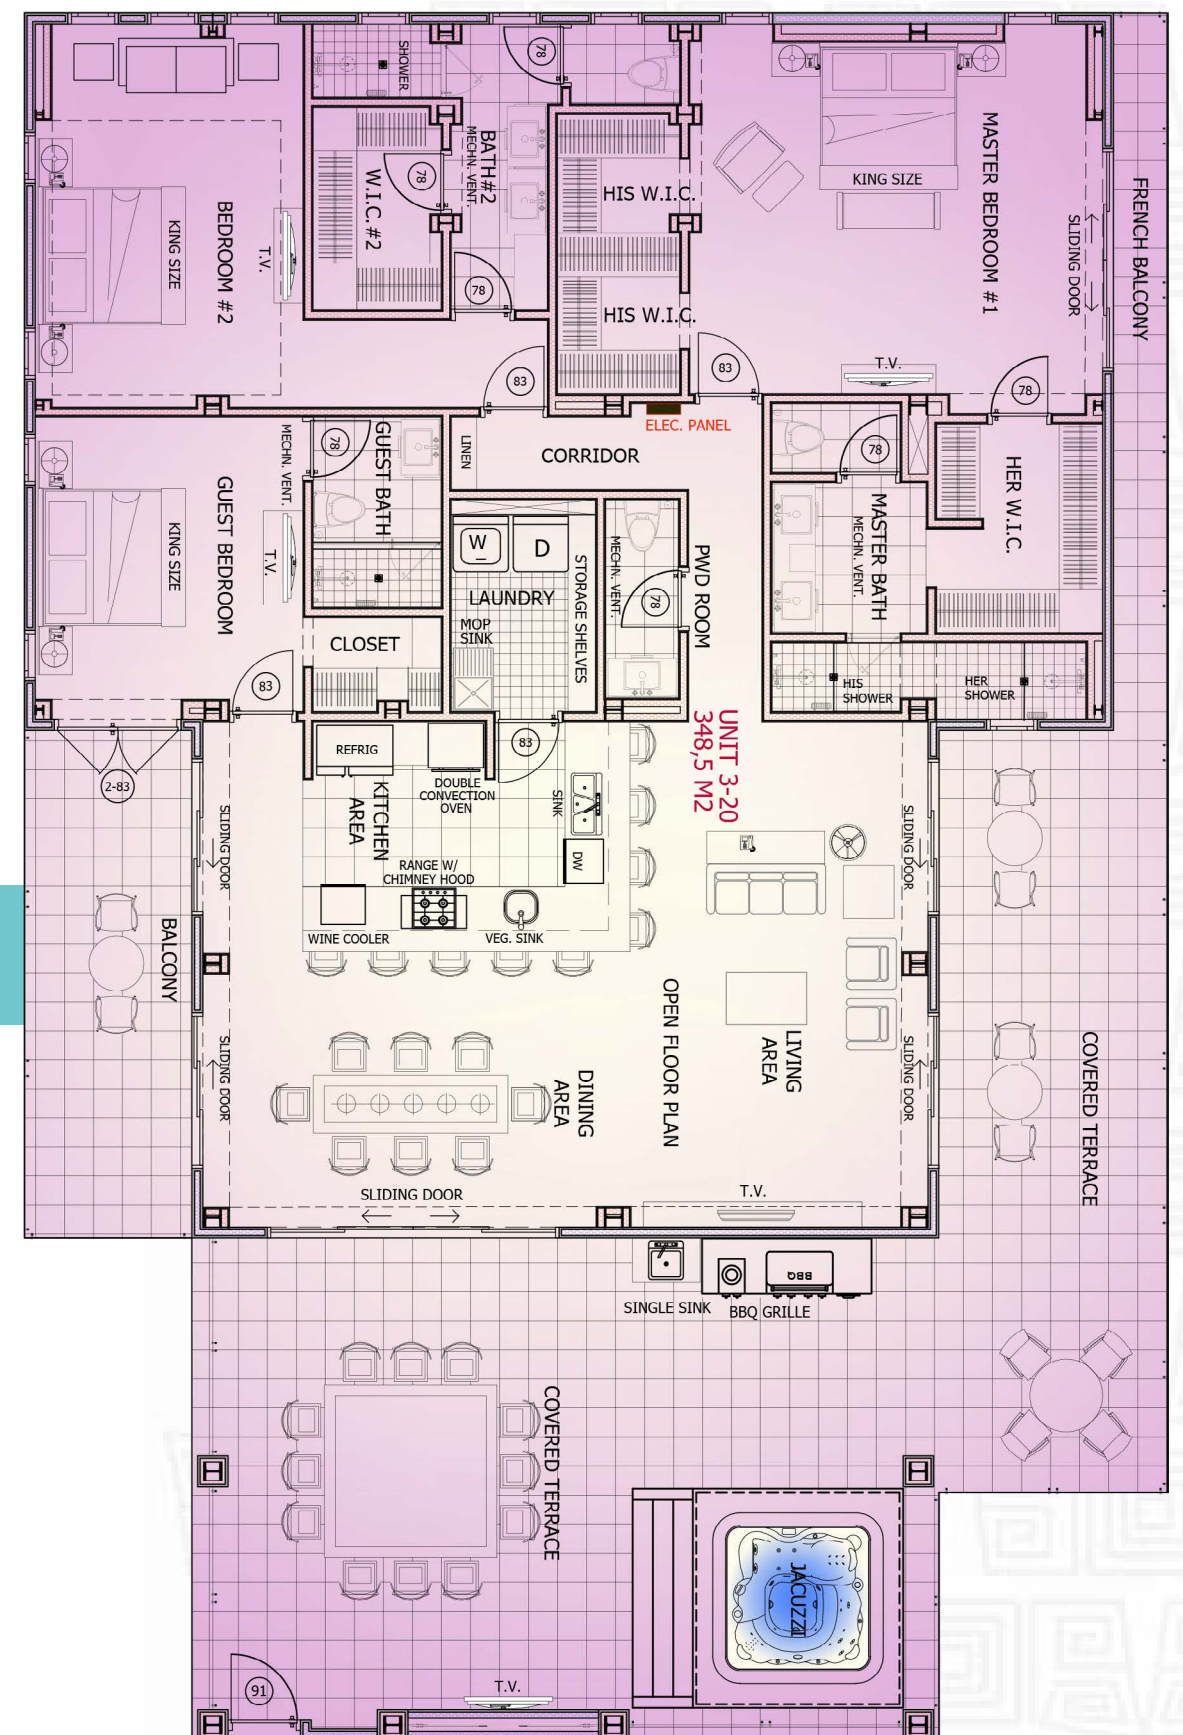 SHOWER
78
BATH#2
MECHN. VENT.
78
W.I.C.#2
78
HIS W.I.C.
HIS W.I.C.
KING SIZE
MASTER BEDROOM #1
SLIDING DOOR
FRENCH BALCONY
KING SIZE
BEDROOM #2
T.V.
83
83
T.V.
78
ELEC. PANEL
LINEN
CORRIDOR
MECHN. VENT.
78
GUEST BATH
KING SIZE
GUEST BEDROOM
T.V.
W
D
LAUNDRY
MOP
SINK
STORAGE SHELVES
MECHN. VENT.
78
PWD ROOM
78
MASTER BATH
MECHN. VENT.
HER W.I.C.
CLOSET
83
HIS
SHOWER
HER
SHOWER
UNIT 3-20
348,5 M2
REFRIG
DOUBLE
CONVECTION
OVEN
83
2-83
KITCHEN
AREA
SINK
DW
SLIDING DOOR
SLIDING DOOR
RANGE W/
CHIMNEY HOOD
WINE COOLER
VEG. SINK
BALCONY
OPEN FLOOR PLAN
LIVING
AREA
DINING
AREA
SLIDING DOOR
SLIDING DOOR
COVERED TERRACE
SLIDING DOOR
T.V.
BBQ
SINGLE SINK
BBQ GRILLE
COVERED TERRACE
JACUZZI
91
T.V.